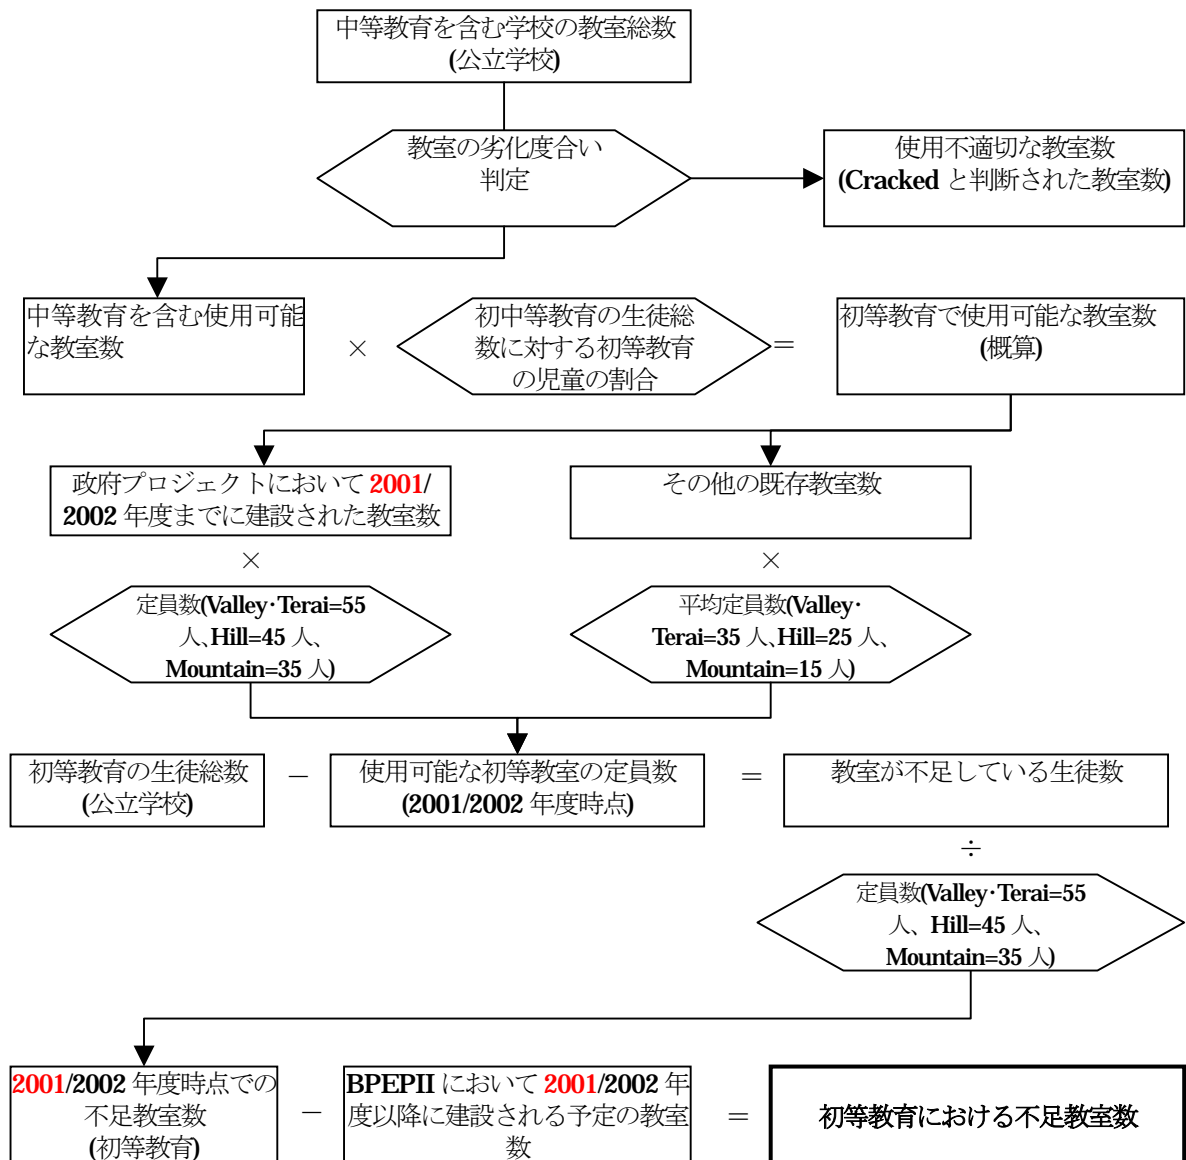 中等教育を含む学校の教室総数
(公立学校)
教室の劣化度合い
判定
使用不適切な教室数
(Cracked と判断された教室数)
中等教育を含む使用可能
な教室数
×
初中等教育の生徒総
数に対する初等教育
の児童の割合
=
初等教育で使用可能な教室数
(概算)
政府プロジェクトにおいて 2001/
2002 年度までに建設された教室数
その他の既存教室数
×
×
定員数(Valley･Terai=55
人、Hill=45 人、
Mountain=35 人)
平均定員数(Valley･
Terai=35 人、Hill=25 人、
Mountain=15 人)
初等教育の生徒総数
(公立学校)
－
使用可能な初等教室の定員数
(2001/2002 年度時点)
=
教室が不足している生徒数
÷
定員数(Valley･Terai=55
人、Hill=45 人、
Mountain=35 人)
2001/2002 年度時点での
不足教室数
(初等教育)
－
BPEPII において 2001/2002 年
度以降に建設される予定の教室
数
=
初等教育における不足教室数